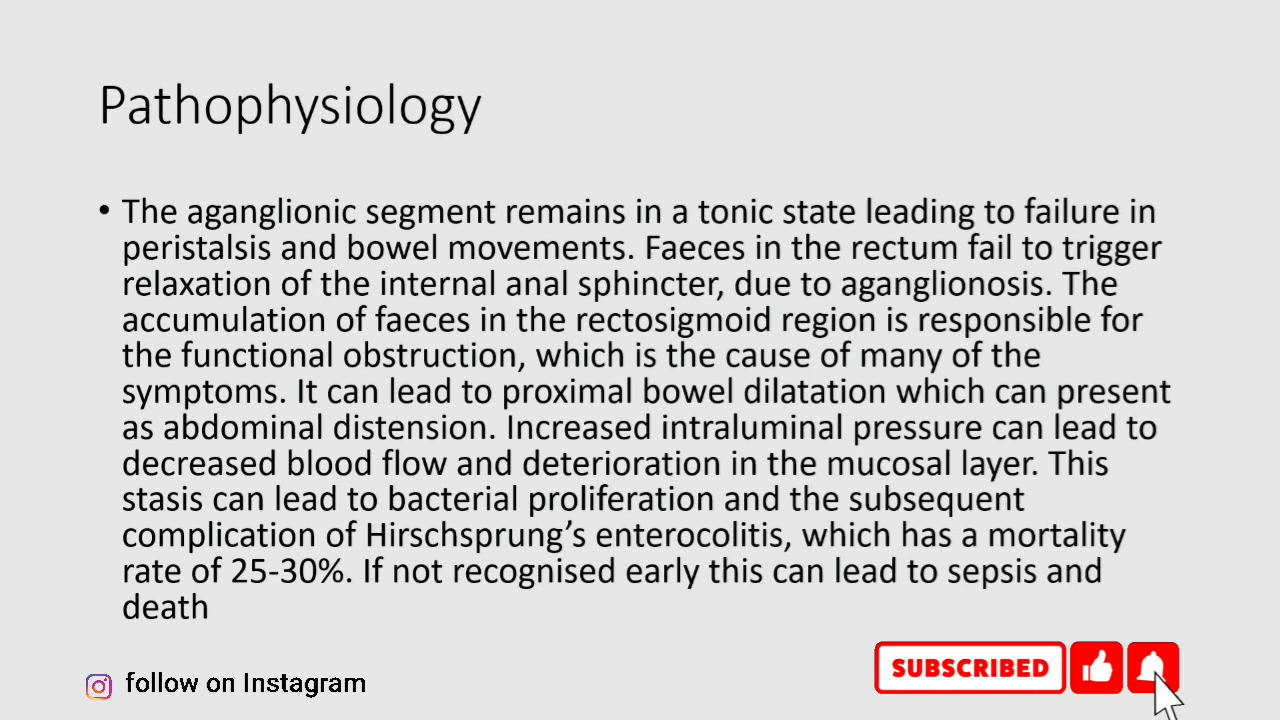 Pathophysiology
• The aganglionic segment remains in a tonic state leading to failure in
peristalsis and bowel movements. Faeces in the rectum fail to trigger
relaxation of the internal anal sphincter, due to aganglionosis. The
accumulation of faeces in the rectosigmoid region is responsible for
the functional obstruction, which is the cause of many of the
symptoms. It can lead to proximal bowel dilatation which can present
as abdominal distension. Increased intraluminal pressure can lead to
decreased blood flow and deterioration in the mucosal layer. This
stasis can lead to bacterial proliferation and the subsequent
complication of Hirschsprung’s enterocolitis, which has a mortality
rate of 25-30%. If not recognised early this can lead to sepsis and
death
follow on Instagram
SUBSCRIBED